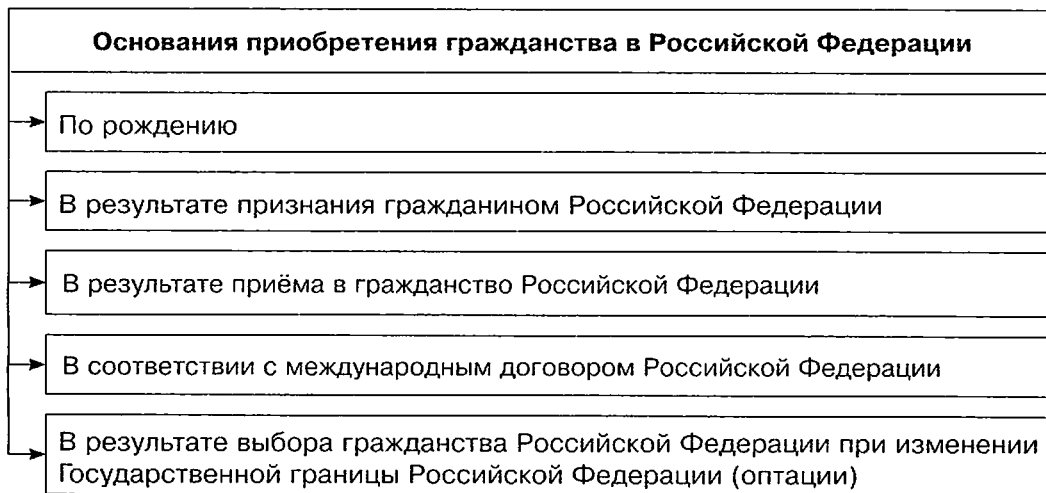 Основания приобретения гражданства в Российской Федерации
По рождению
В результате признания гражданином Российской Федерации
В результате приёма в гражданство Российской Федерации
В соответствии с международным договором Российской Федерации
В результате выбора гражданства Российской Федерации при изменении
Государственной границы Российской Федерации (оптации)